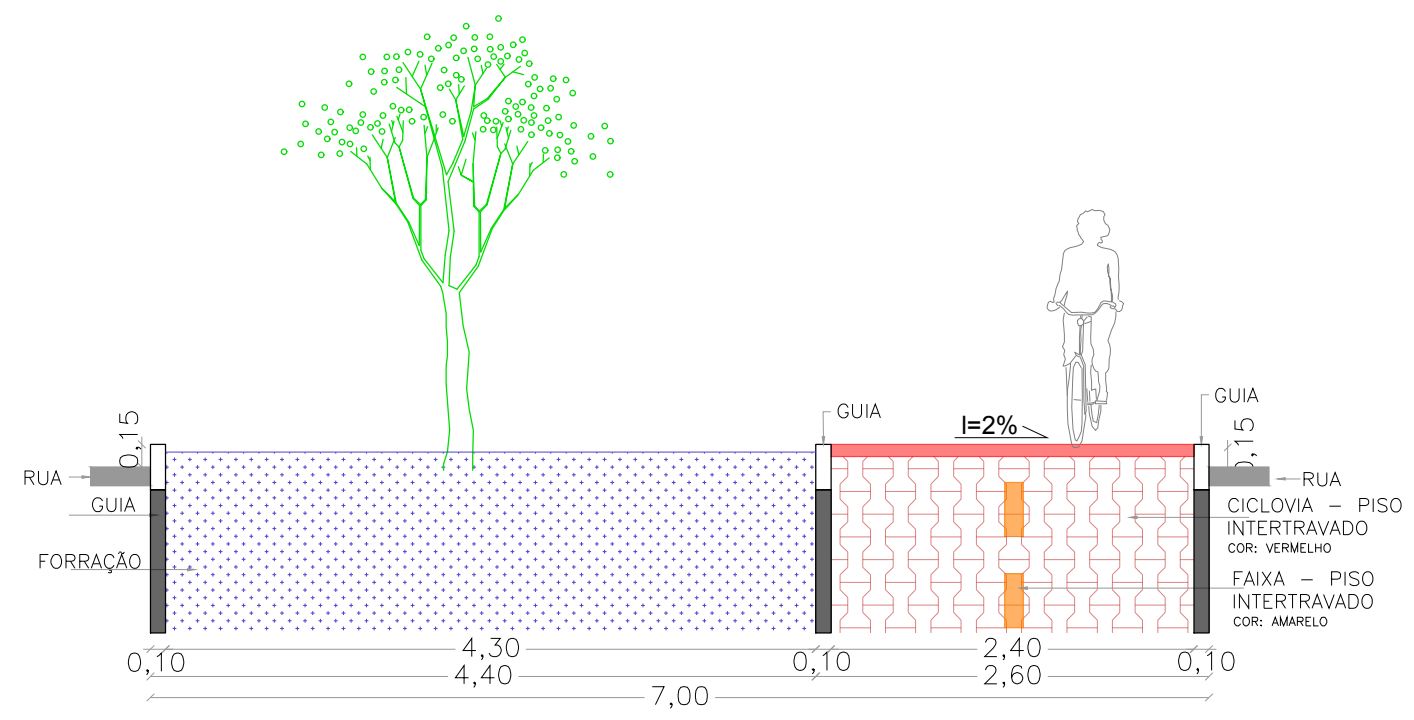 GUIA
GUIA
I=2%
0,15
0,15
RUA
RUA
GUIA
CICLOVIA – PISO
INTERTRAVADO
COR: VERMELHO
FORRAÇÃO
FAIXA – PISO
INTERTRAVADO
COR: AMARELO
4,30
2,40
0,10
0,10
0,10
4,40
2,60
7,00